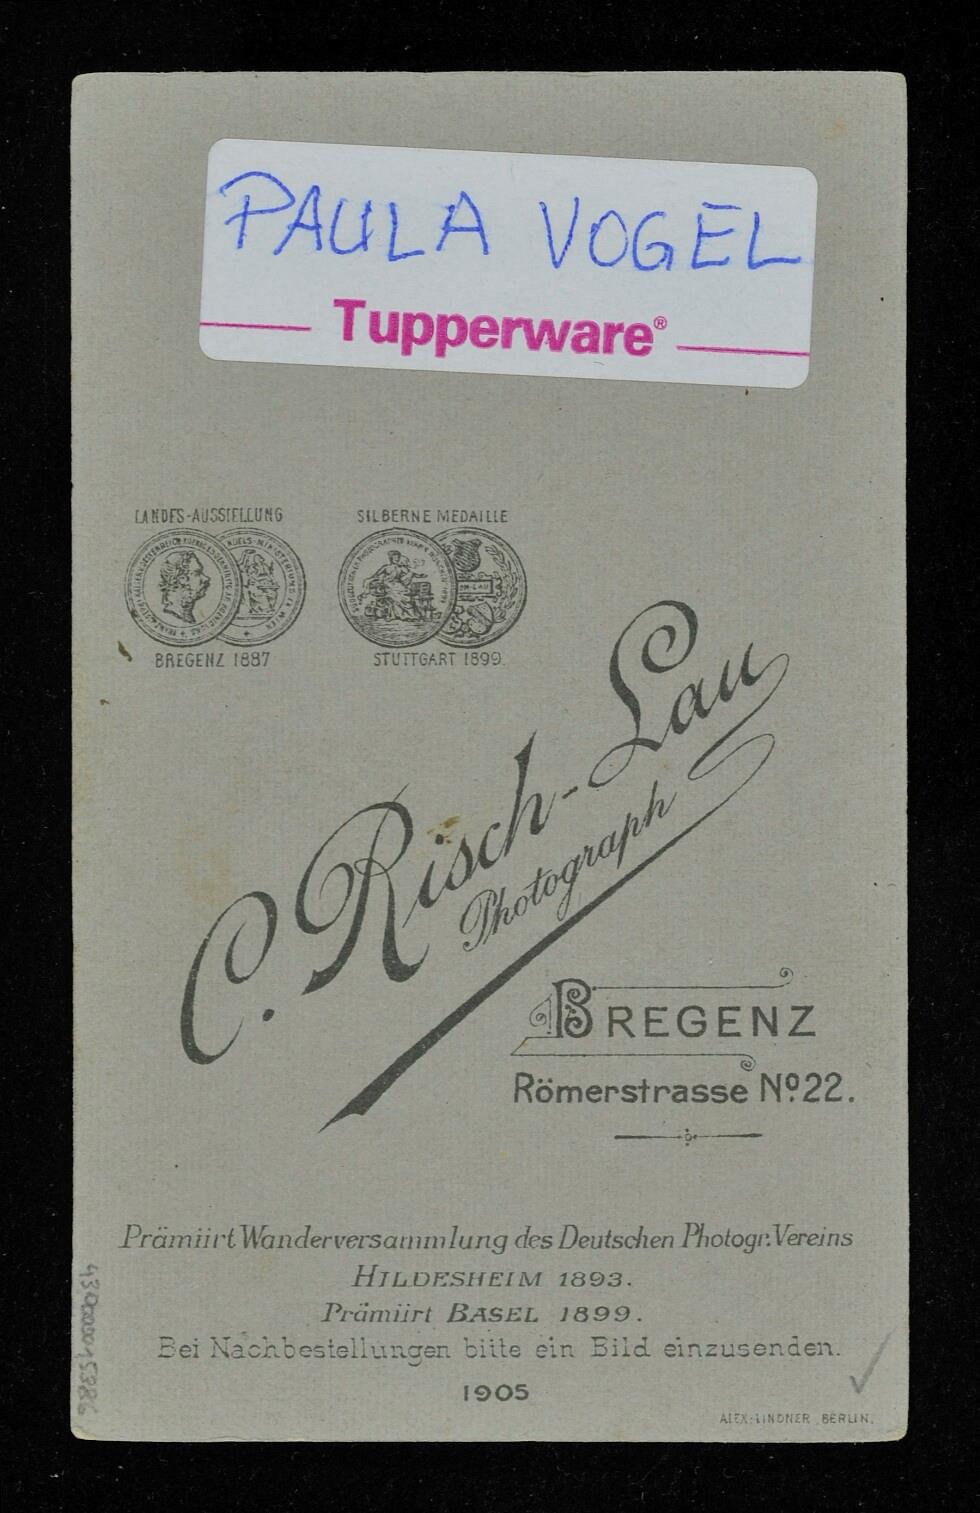 PAULA VOGEL
Tupperware®
LANDES-AUSSTELLUNG
BREGENZ 1887
SILBERNE MEDAILLE
STUTTGART 1899.
C. Risch-Lau
Photograph
BREGENZ
Römerstrasse No. 22.
Prämiirt Wanderversammlung des Deutschen Photogr. Vereins
HILDESHEIM 1893.
Prämiirt BASEL 1899.
Bei Nachbestellungen bitte ein Bild einzusenden.
1905
ALEX. LINDNER, BERLIN.